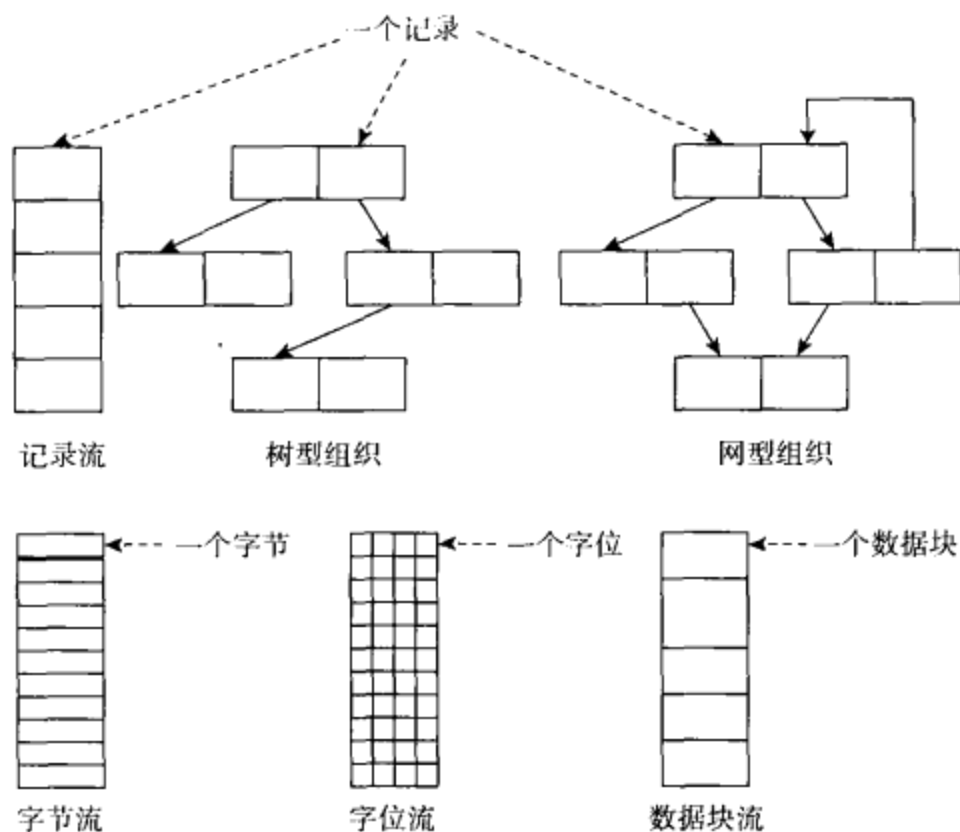 一个记录
记录流
树型组织
网型组织
一个字节
一个字位
一个数据块
字节流
字位流
数据块流